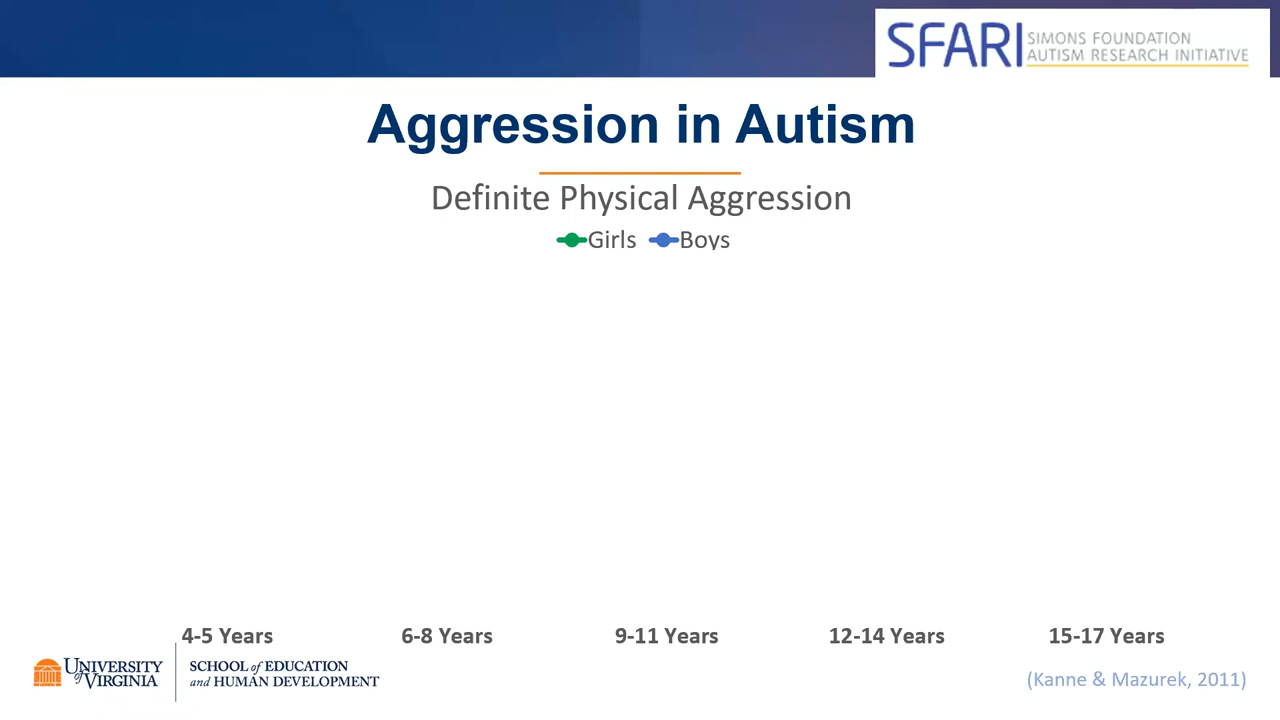 SFARI SIMONS FOUNDATION
AUTISM RESEARCH INITIATIVE
Aggression in Autism
Definite Physical Aggression
Girls Boys
4-5 Years 6-8 Years 9-11 Years 12-14 Years 15-17 Years
UNIVERSITY of VIRGINIA
SCHOOL of EDUCATION
and HUMAN DEVELOPMENT
(Kanne & Mazurek, 2011)